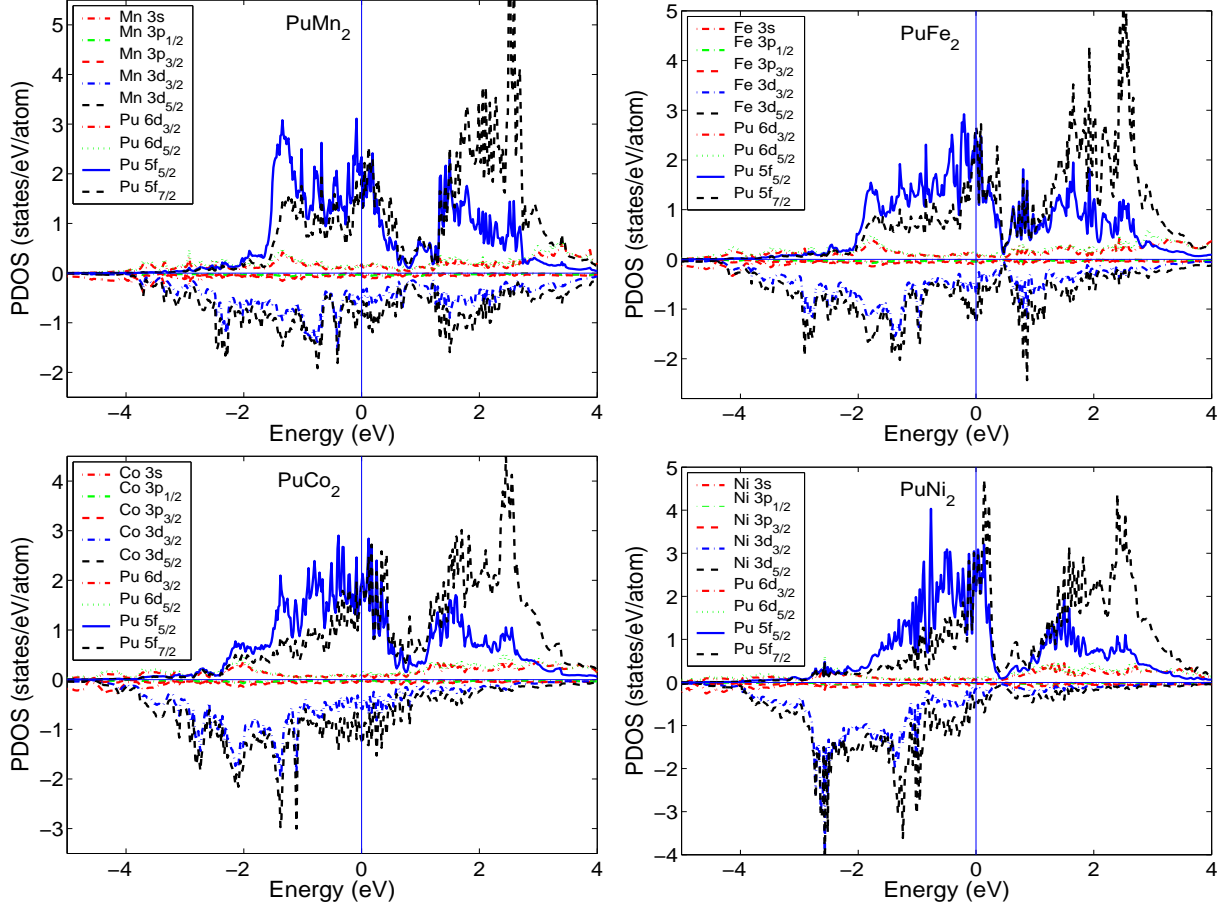 PuMn2
Mn 3s
Mn 3p1/2
Mn 3p3/2
Mn 3d3/2
Mn 3d5/2
Pu 6d3/2
Pu 6d5/2
Pu 5f5/2
Pu 5f7/2
PDOS (states/eV/atom)
5
4
3
2
1
0
−1
−2
−4
−2
0
2
4
Energy (eV)
PuFe2
Fe 3s
Fe 3p1/2
Fe 3p3/2
Fe 3d3/2
Fe 3d5/2
Pu 6d3/2
Pu 6d5/2
Pu 5f5/2
Pu 5f7/2
PDOS (states/eV/atom)
5
4
3
2
1
0
−1
−2
−4
−2
0
2
4
Energy (eV)
PuCo2
Co 3s
Co 3p1/2
Co 3p3/2
Co 3d3/2
Co 3d5/2
Pu 6d3/2
Pu 6d5/2
Pu 5f5/2
Pu 5f7/2
PDOS (states/eV/atom)
4
3
2
1
0
−1
−2
−3
−4
−2
0
2
4
Energy (eV)
PuNi2
Ni 3s
Ni 3p1/2
Ni 3p3/2
Ni 3d3/2
Ni 3d5/2
Pu 6d3/2
Pu 6d5/2
Pu 5f5/2
Pu 5f7/2
PDOS (states/eV/atom)
5
4
3
2
1
0
−1
−2
−3
−4
−4
−2
0
2
4
Energy (eV)